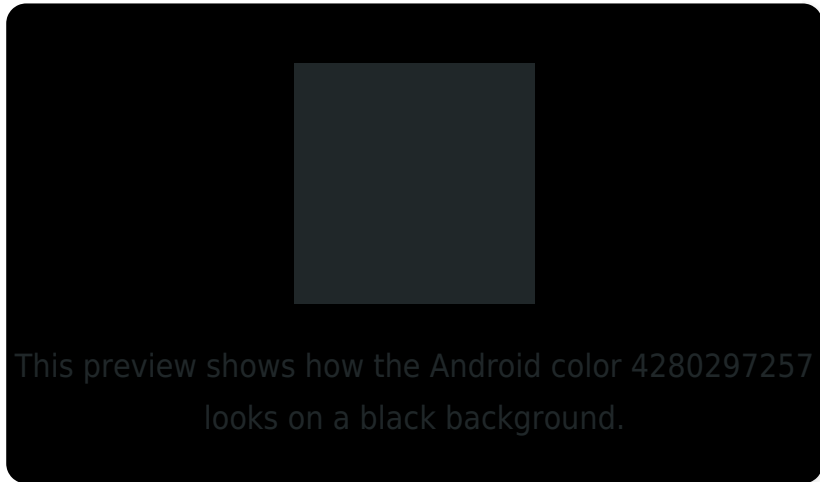 This preview shows how the Android color 4280297257
looks on a black background.